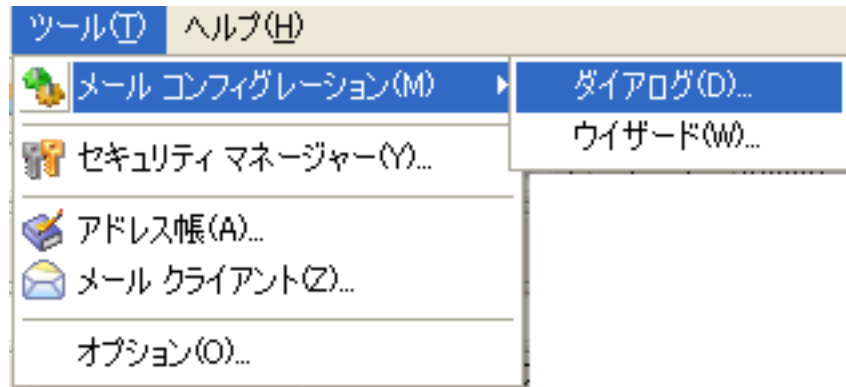 ツール(T) ヘルプ(H)
メール コンフィグレーション(M)
ダイアログ(D)...
ウイザード(W)...
セキュリティ マネージャー(Y)...
アドレス帳(A)...
メール クライアント(Z)...
オプション(O)...